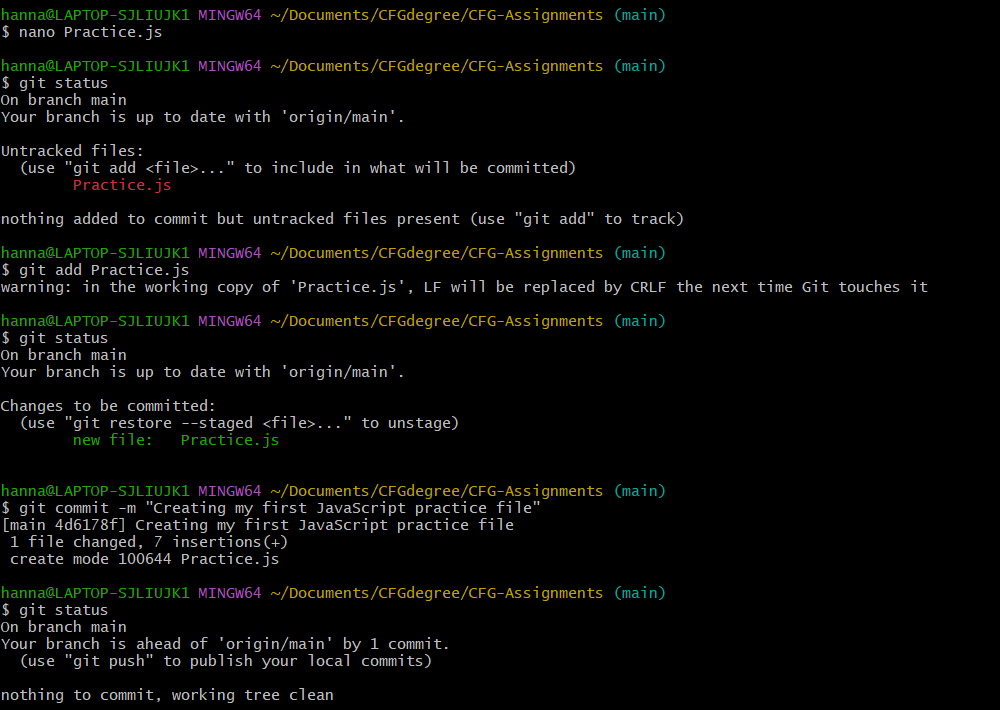 hanna@LAPTOP-SJLIUJK1 MINGW64 ~/Documents/CFGdegree/CFG-Assignments (main)
$ nano Practice.js
hanna@LAPTOP-SJLIUJK1 MINGW64 ~/Documents/CFGdegree/CFG-Assignments (main)
$ git status
On branch main
Your branch is up to date with 'origin/main'.
Untracked files:
  (use "git add <file>..." to include in what will be committed)
        Practice.js
nothing added to commit but untracked files present (use "git add" to track)
hanna@LAPTOP-SJLIUJK1 MINGW64 ~/Documents/CFGdegree/CFG-Assignments (main)
$ git add Practice.js
warning: in the working copy of 'Practice.js', LF will be replaced by CRLF the next time Git touches it
hanna@LAPTOP-SJLIUJK1 MINGW64 ~/Documents/CFGdegree/CFG-Assignments (main)
$ git status
On branch main
Your branch is up to date with 'origin/main'.
Changes to be committed:
  (use "git restore --staged <file>..." to unstage)
        new file:   Practice.js
hanna@LAPTOP-SJLIUJK1 MINGW64 ~/Documents/CFGdegree/CFG-Assignments (main)
$ git commit -m "Creating my first JavaScript practice file"
[main 4d6178f] Creating my first JavaScript practice file
 1 file changed, 7 insertions(+)
 create mode 100644 Practice.js
hanna@LAPTOP-SJLIUJK1 MINGW64 ~/Documents/CFGdegree/CFG-Assignments (main)
$ git status
On branch main
Your branch is ahead of 'origin/main' by 1 commit.
  (use "git push" to publish your local commits)
nothing to commit, working tree clean